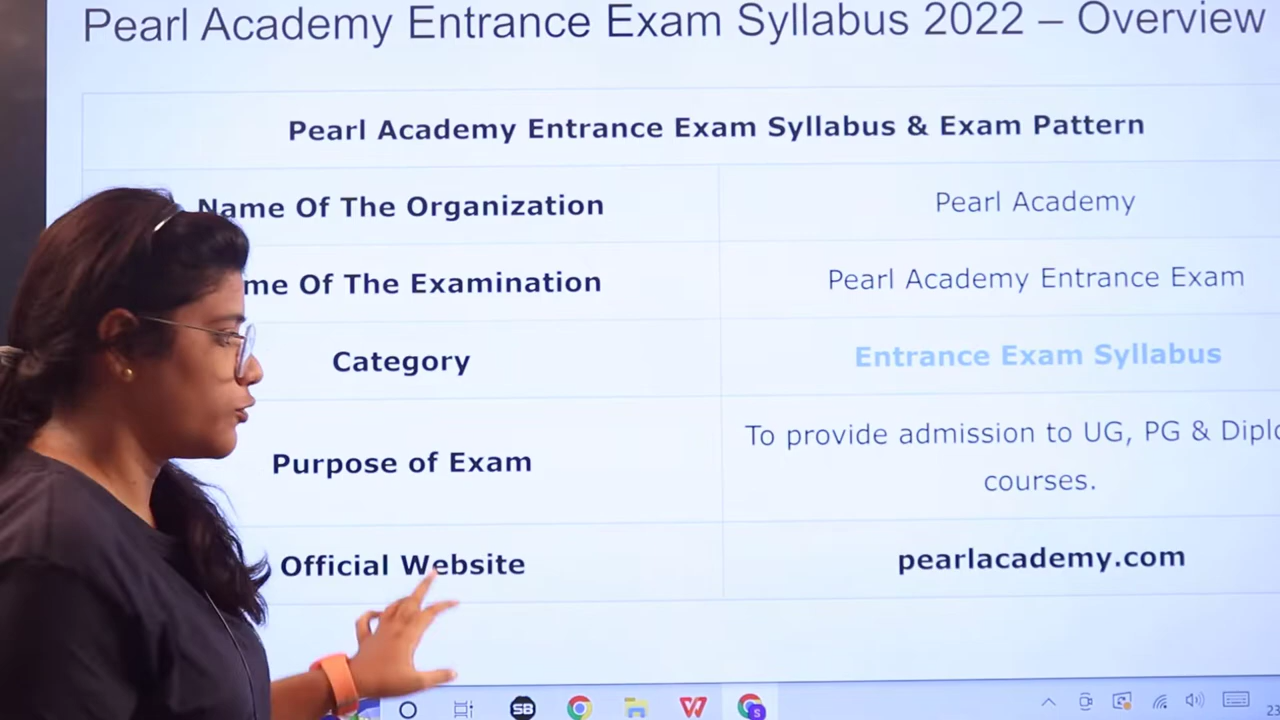 Pearl Academy Entrance Exam Syllabus 2022 – Overview
Pearl Academy Entrance Exam Syllabus & Exam Pattern
Name Of The Organization
Pearl Academy
me Of The Examination
Pearl Academy Entrance Exam
Category
Entrance Exam Syllabus
Purpose of Exam
To provide admission to UG, PG & Diplo
courses.
Official Website
pearlacademy.com
SB
S
23